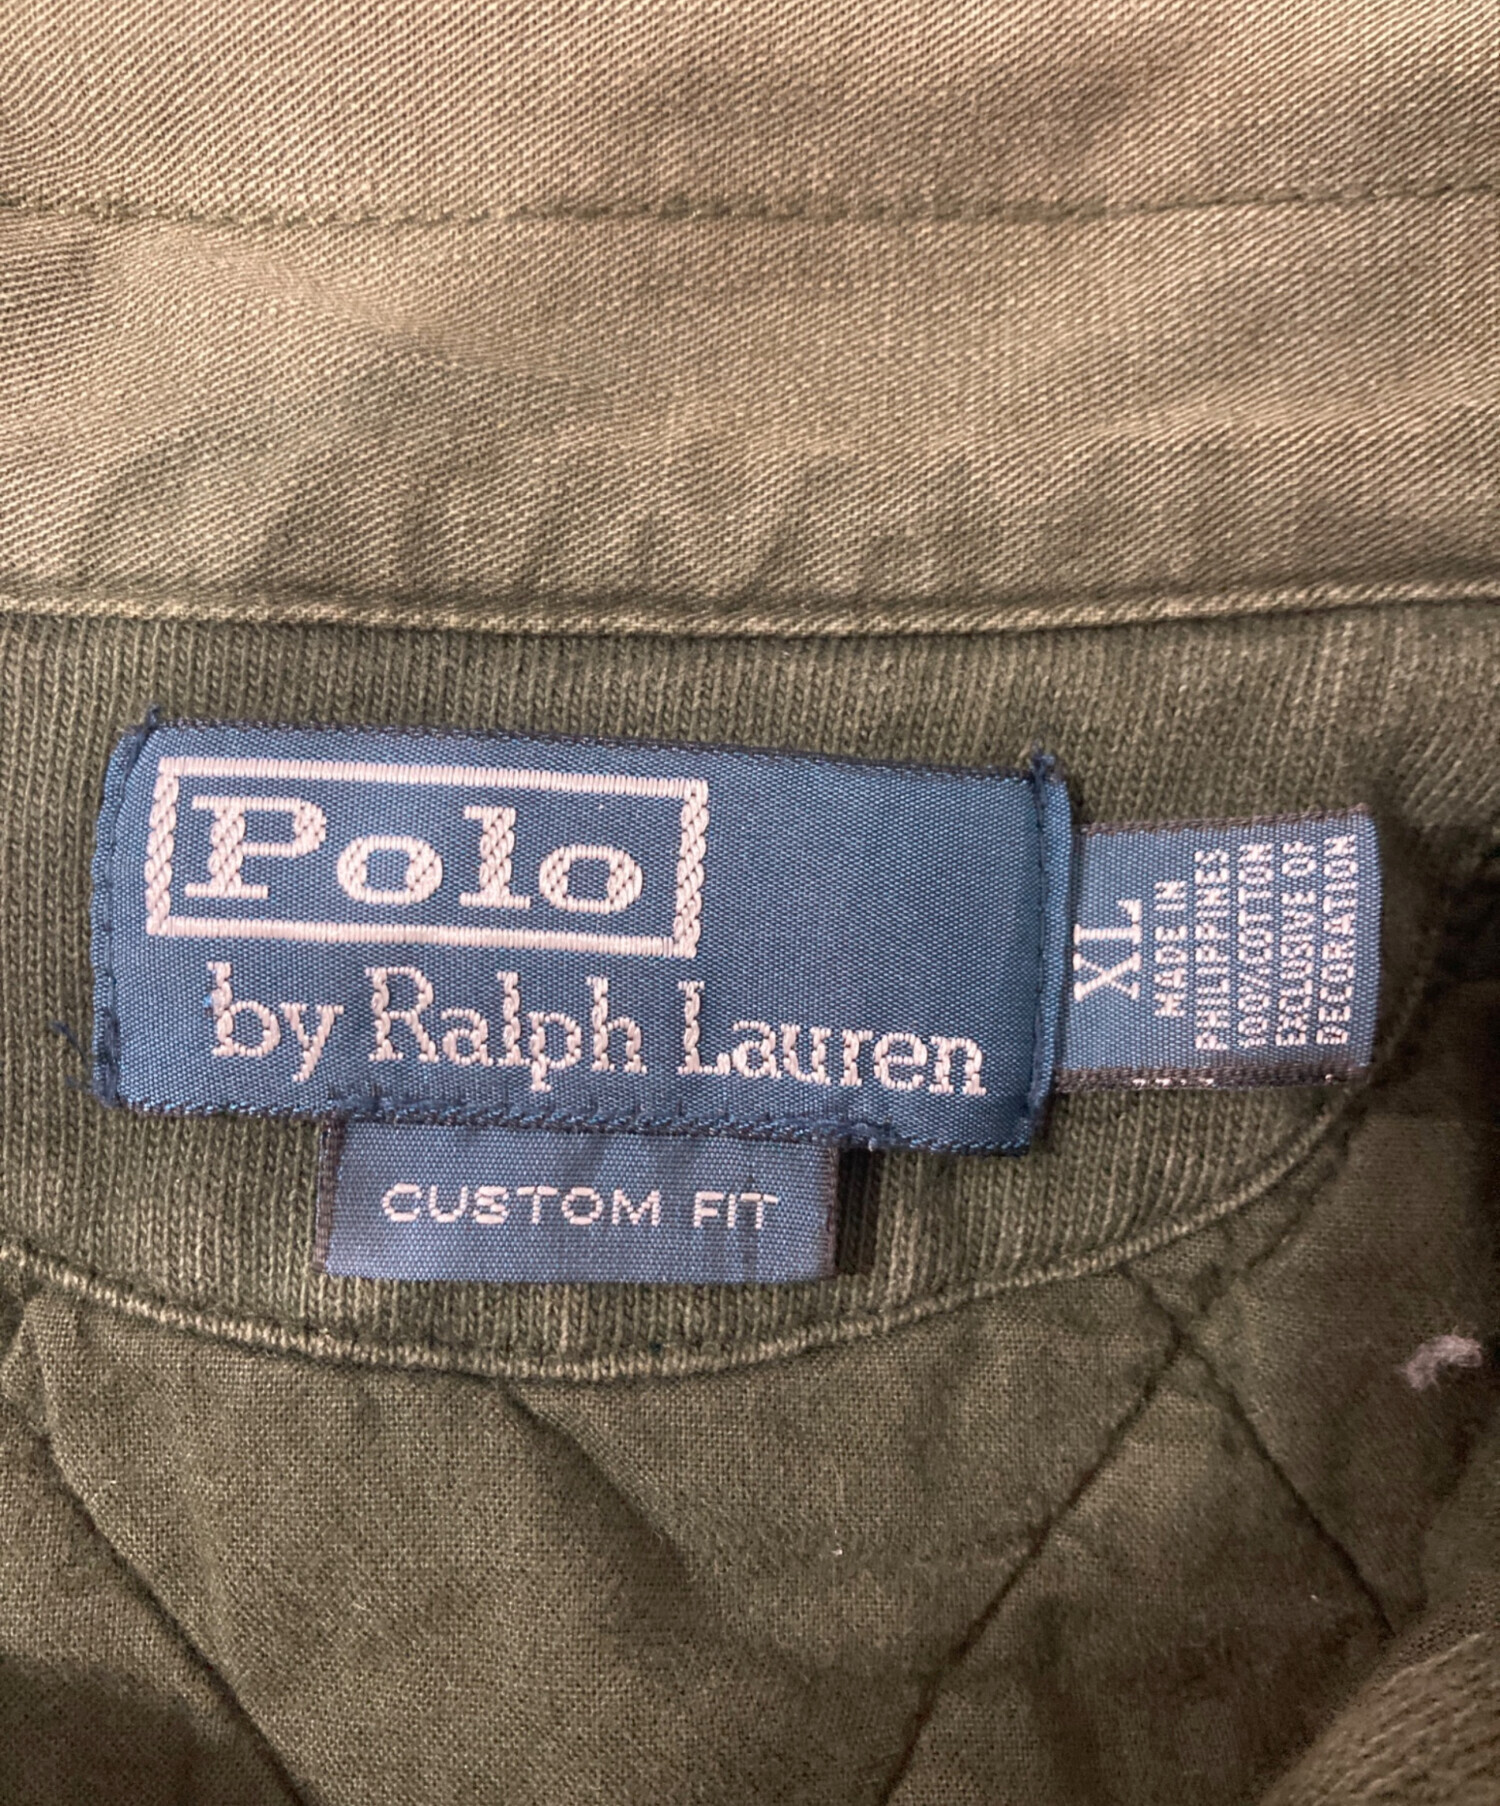 Polo
by Ralph Lauren
CUSTOM FIT
XL
MADE IN
PHILIPPINES
100% COTTON
EXCLUSIVE OF
DECORATION